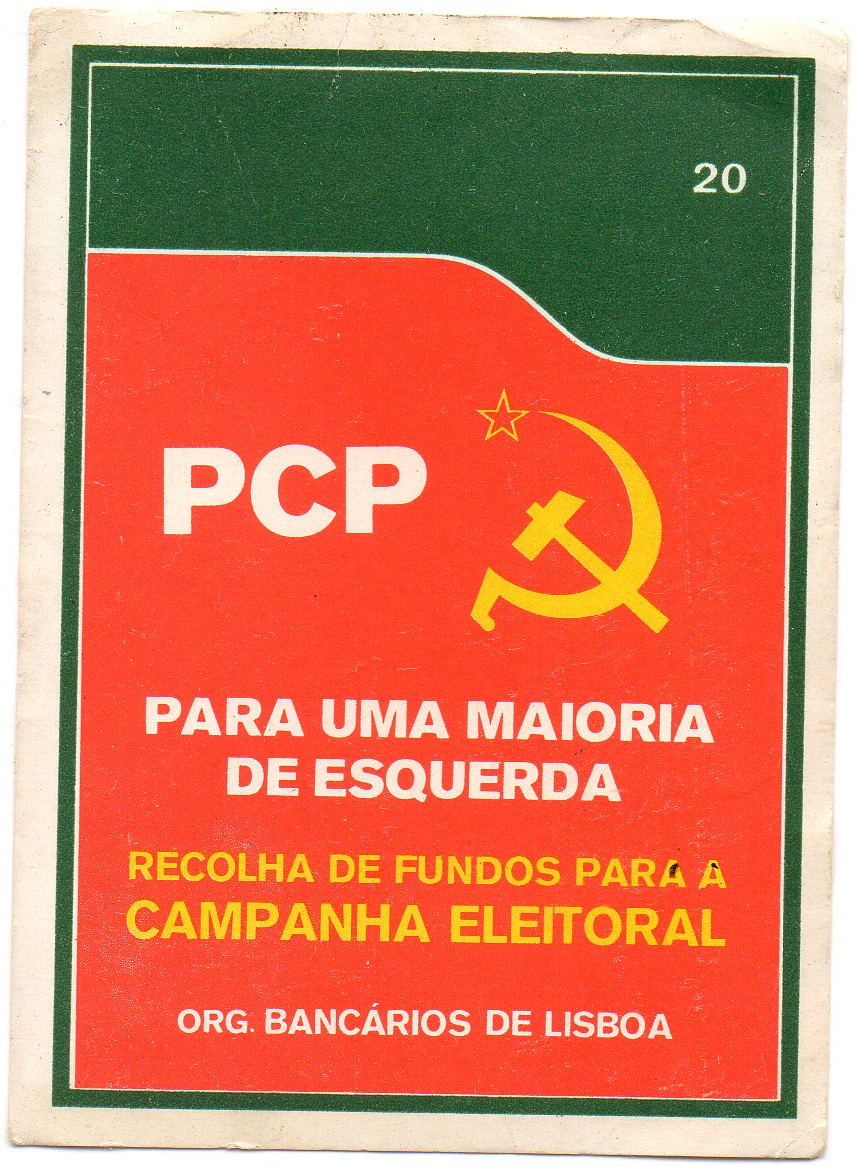 20
PCP
PARA UMA MAIORIA
DE ESQUERDA
RECOLHA DE FUNDOS PARA A
CAMPANHA ELEITORAL
ORG. BANCÁRIOS DE LISBOA